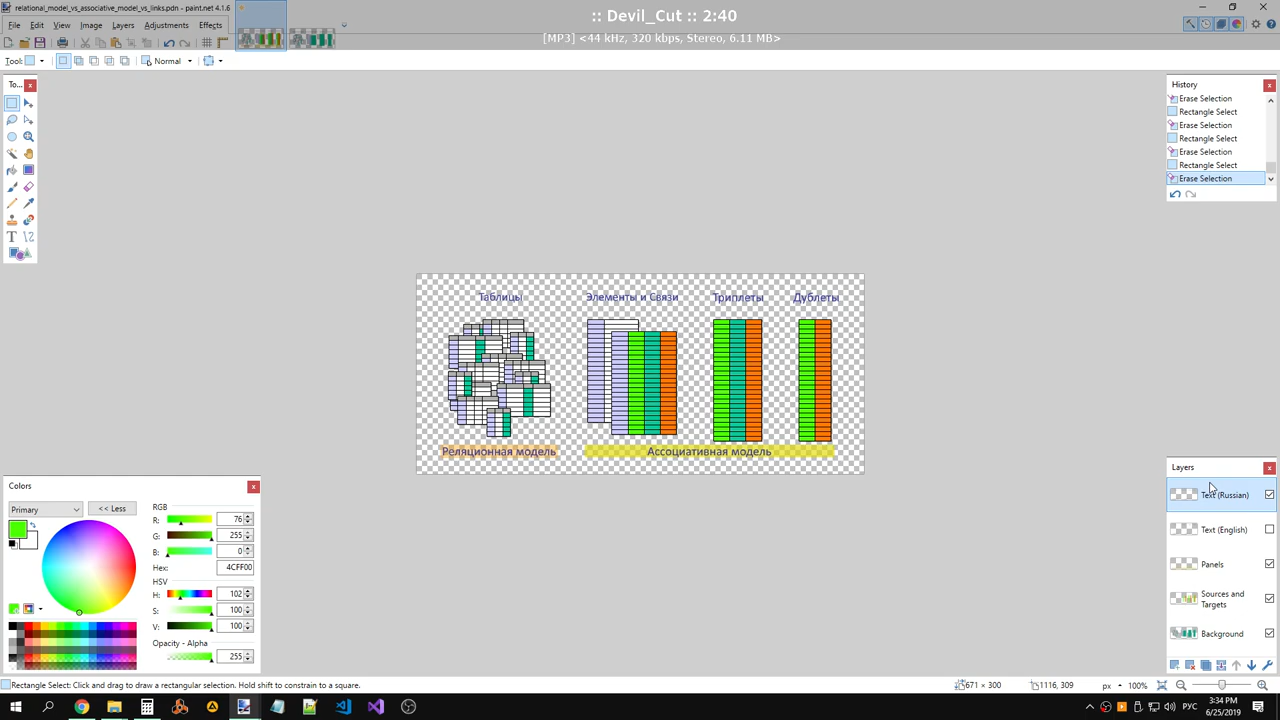 relational_model_vs_associative_model_vs_links.pdn - paint.net 4.1.6
:: Devil_Cut :: 2:40
[MP3] <44 kHz, 320 kbps, Stereo, 6.11 MB>
File Edit View Image Layers Adjustments
Tool: Normal
To...
History
Erase Selection
Rectangle Select
Erase Selection
Rectangle Select
Erase Selection
Rectangle Select
Erase Selection
Таблицы Элементы и Связи Триплеты Дублеты
Реляционная модель Ассоциативная модель
Layers
Text (Russian)
Text (English)
Panels
Sources and
Targets
Background
Colors
Primary << Less
RGB
R: 76
G: 255
B: 0
Hex: 4CFF00
HSV
H: 102
S: 100
V: 100
Opacity - Alpha
255
Rectangle Select: Click and drag to draw a rectangular selection. Hold shift to constrain to a square.
671 × 300 1116, 309 px 100%
РУС
3:34 PM
6/25/2019